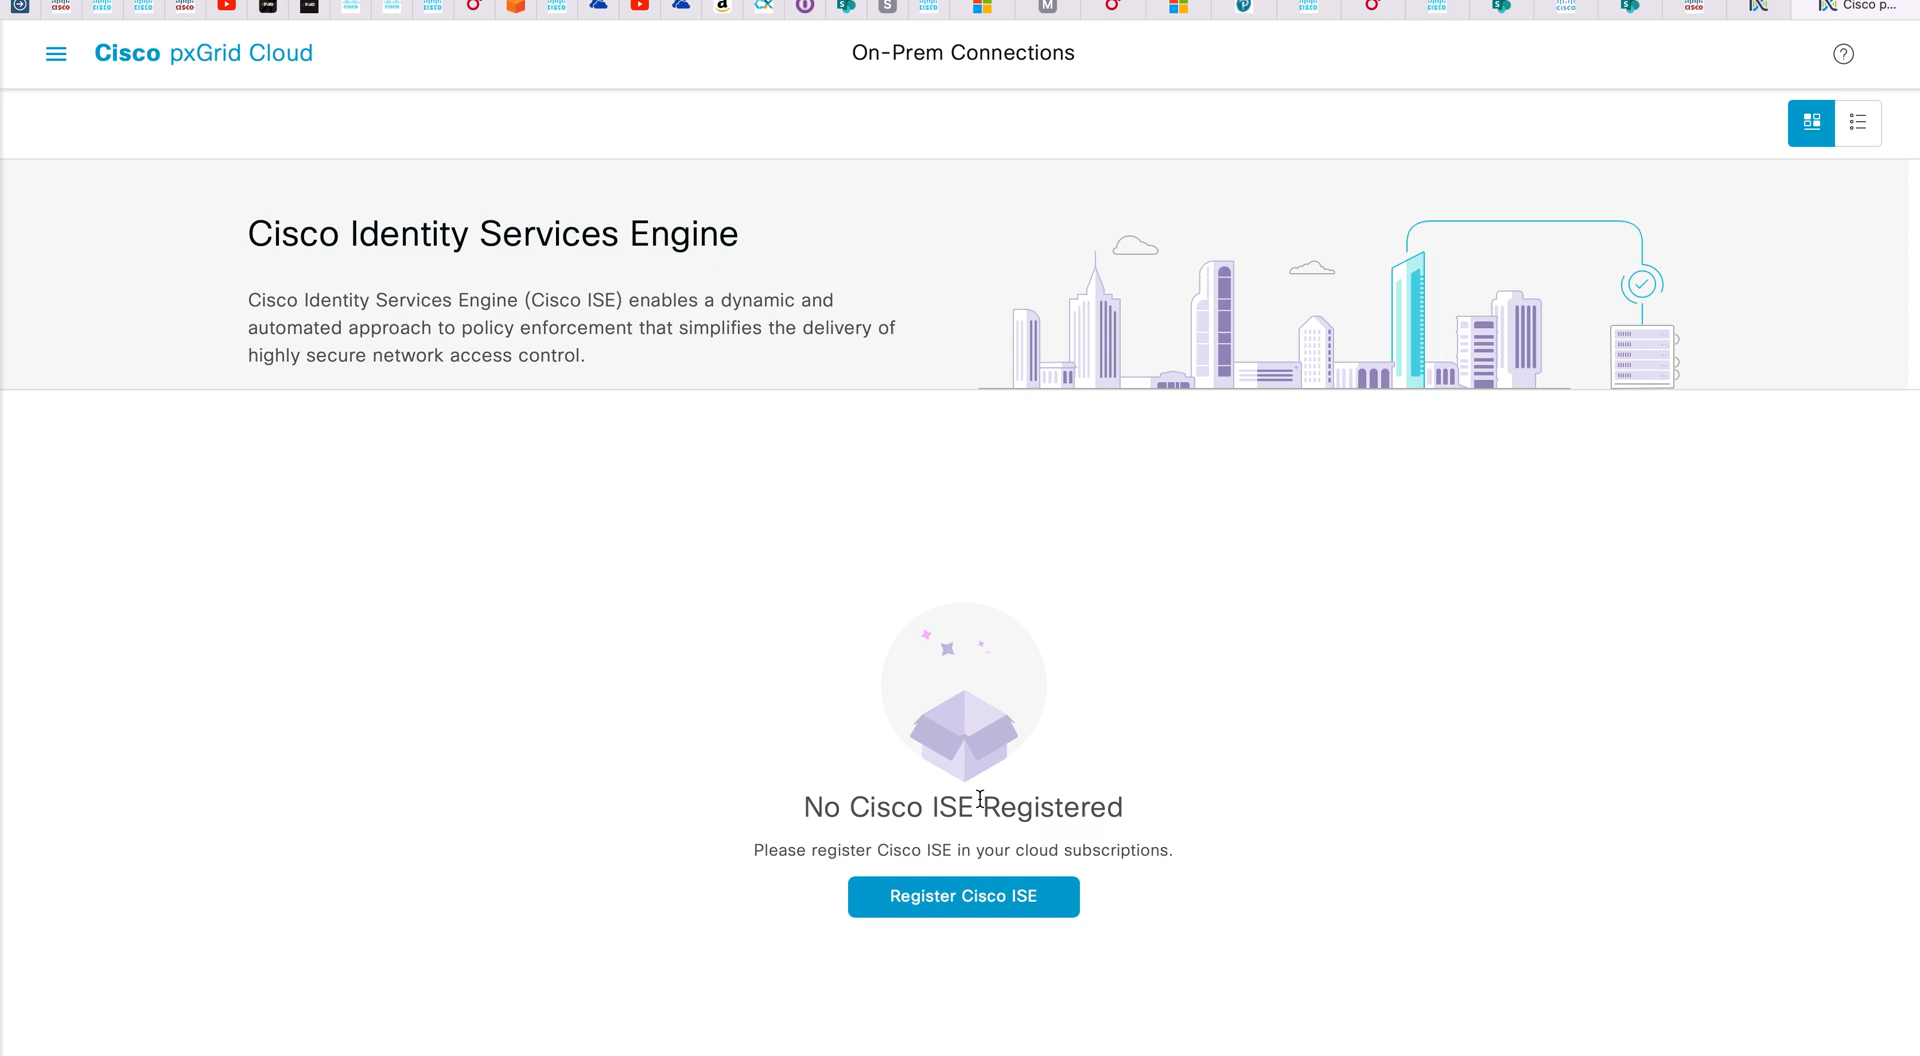 Cisco p...
Cisco pxGrid Cloud
On-Prem Connections
Cisco Identity Services Engine
Cisco Identity Services Engine (Cisco ISE) enables a dynamic and
automated approach to policy enforcement that simplifies the delivery of
highly secure network access control.
No Cisco ISE Registered
Please register Cisco ISE in your cloud subscriptions.
Register Cisco ISE